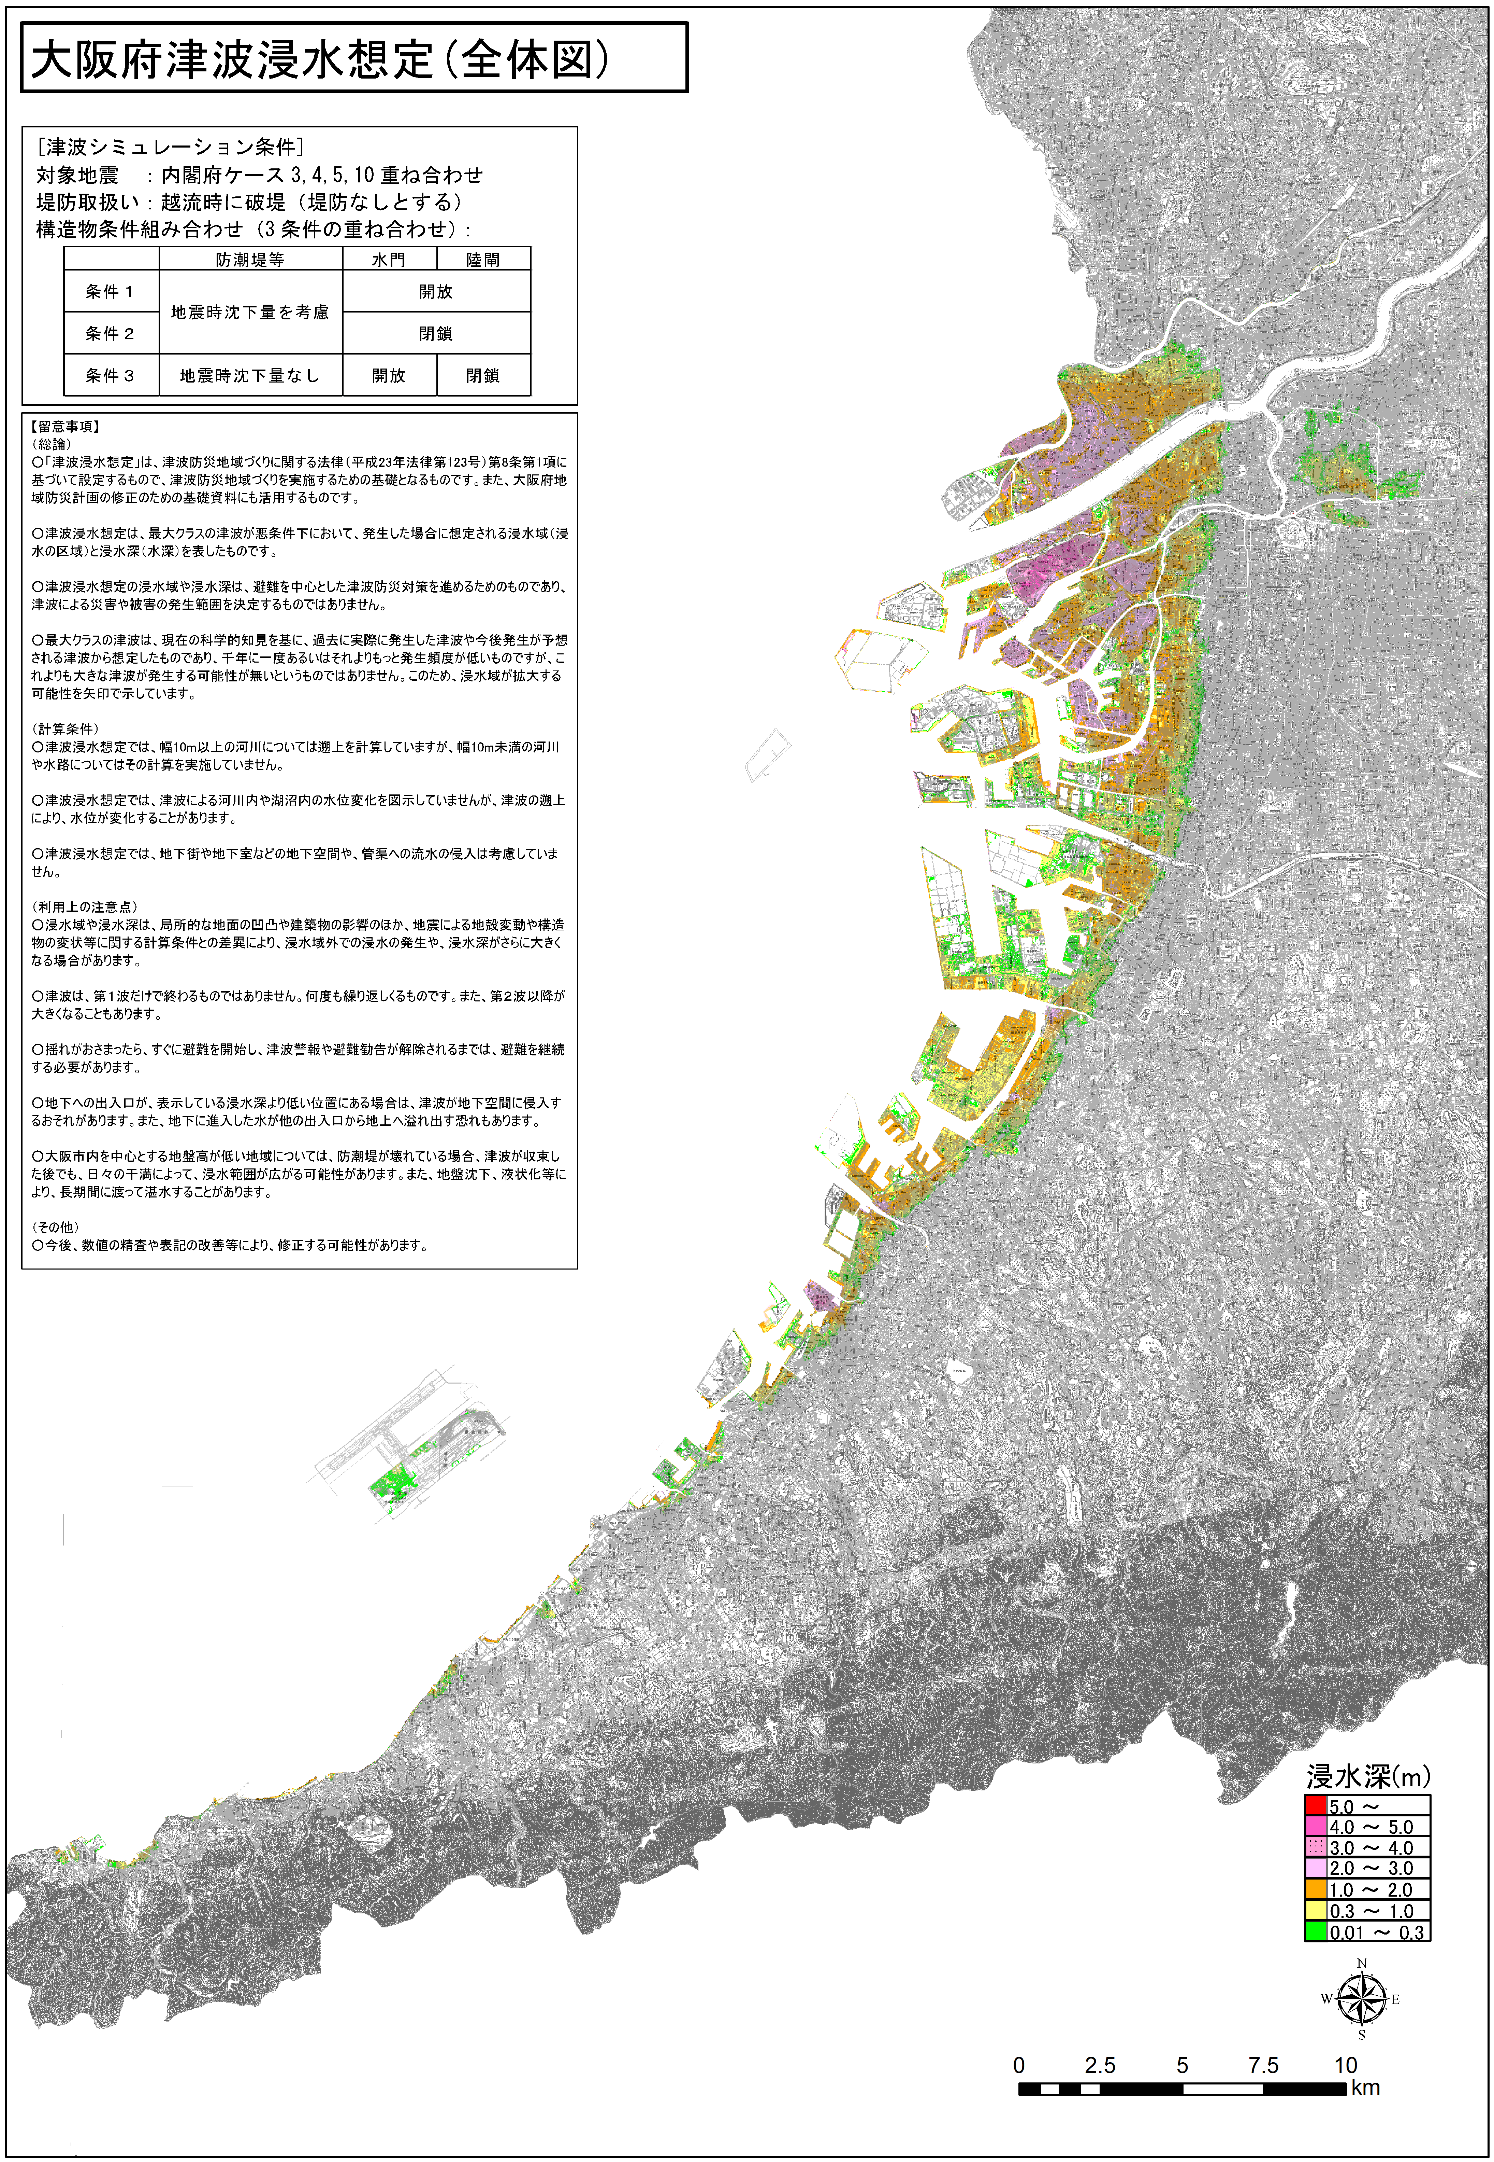 大阪府津波浸水想定(全体図)
[津波シミュレーション条件]
対象地震 : 内閣府ケース 3, 4, 5, 10 重ね合わせ
堤防取扱い : 越流時に破堤 (堤防なしとする)
構造物条件組み合わせ (3 条件の重ね合わせ) :
防潮堤等 水門 陸閘
条件 1 地震時沈下量を考慮 開放
条件 2 閉鎖
条件 3 地震時沈下量なし 開放 閉鎖
【留意事項】
(総論)
○「津波浸水想定」は、津波防災地域づくりに関する法律(平成23年法律第123号)第8条第1項に
基づいて設定するもので、津波防災地域づくりを実施するための基礎となるものです。また、大阪府地
域防災計画の修正のための基礎資料にも活用するものです。
○津波浸水想定は、最大クラスの津波が悪条件下において、発生した場合に想定される浸水域(浸
水の区域)と浸水深(水深)を表したものです。
○津波浸水想定の浸水域や浸水深は、避難を中心とした津波防災対策を進めるためのものであり、
津波による災害や被害の発生範囲を決定するものではありません。
○最大クラスの津波は、現在の科学的知見を基に、過去に実際に発生した津波や今後発生が予想
される津波から想定したものであり、千年に一度あるいはそれよりもっと発生頻度が低いものですが、こ
れよりも大きな津波が発生する可能性が無いというものではありません。このため、浸水域が拡大する
可能性を矢印で示しています。
(計算条件)
○津波浸水想定では、幅10m以上の河川については遡上を計算していますが、幅10m未満の河川
や水路についてはその計算を実施していません。
○津波浸水想定では、津波による河川内や湖沼内の水位変化を図示していませんが、津波の遡上
により、水位が変化することがあります。
○津波浸水想定では、地下街や地下室などの地下空間や、管渠への流水の侵入は考慮していま
せん。
(利用上の注意点)
○浸水域や浸水深は、局所的な地面の凹凸や建築物の影響のほか、地震による地殻変動や構造
物の変状等に関する計算条件との差異により、浸水域外での浸水の発生や、浸水深がさらに大きく
なる場合があります。
○津波は、第1波だけで終わるものではありません。何度も繰り返しくるものです。また、第2波以降が
大きくなることもあります。
○揺れがおさまったら、すぐに避難を開始し、津波警報や避難勧告が解除されるまでは、避難を継続
する必要があります。
○地下への出入口が、表示している浸水深より低い位置にある場合は、津波が地下空間に侵入す
るおそれがあります。また、地下に進入した水が他の出入口から地上へ溢れ出す恐れもあります。
○大阪市内を中心とする地盤高が低い地域については、防潮堤が壊れている場合、津波が収束し
た後でも、日々の干満によって、浸水範囲が広がる可能性があります。また、地盤沈下、液状化等に
より、長期間に渡って湛水することがあります。
(その他)
○今後、数値の精査や表記の改善等により、修正する可能性があります。
浸水深(m)
5.0 ～
4.0 ～ 5.0
3.0 ～ 4.0
2.0 ～ 3.0
1.0 ～ 2.0
0.3 ～ 1.0
0.01 ～ 0.3
N
W E
S
0 2.5 5 7.5 10
km